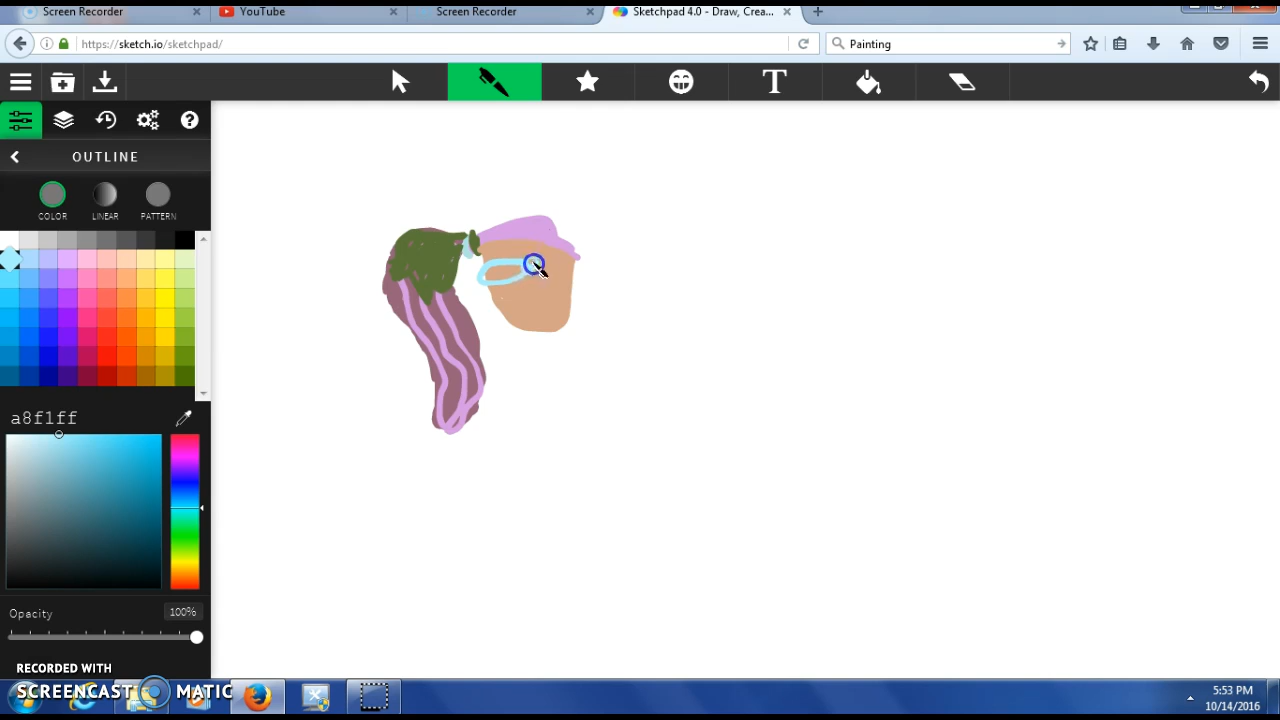 Screen Recorder
YouTube
Screen Recorder
Sketchpad 4.0 - Draw, Crea...
https://sketch.io/sketchpad/
Painting
T
OUTLINE
COLOR
LINEAR
PATTERN
a8f1ff
Opacity
100%
RECORDED WITH
SCREENCAST MATIC
5:53 PM
10/14/2016